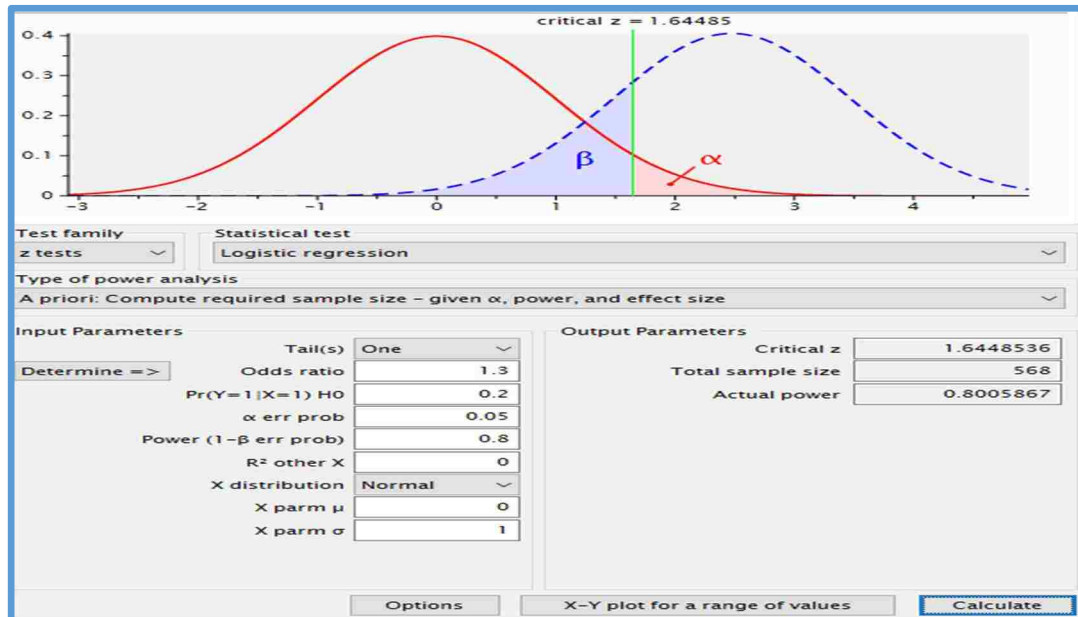 critical z = 1.64485
0.4
0.3
0.2
0.1
0
β
α
−3 −2 −1 0 1 2 3 4
Test family Statistical test
z tests Logistic regression
Type of power analysis
A priori: Compute required sample size – given α, power, and effect size
Input Parameters Output Parameters
Tail(s) One Critical z 1.6448536
Determine => Odds ratio 1.3 Total sample size 568
Pr(Y=1|X=1) H0 0.2 Actual power 0.8005867
α err prob 0.05
Power (1−β err prob) 0.8
R² other X 0
X distribution Normal
X parm μ 0
X parm σ 1
Options X−Y plot for a range of values Calculate